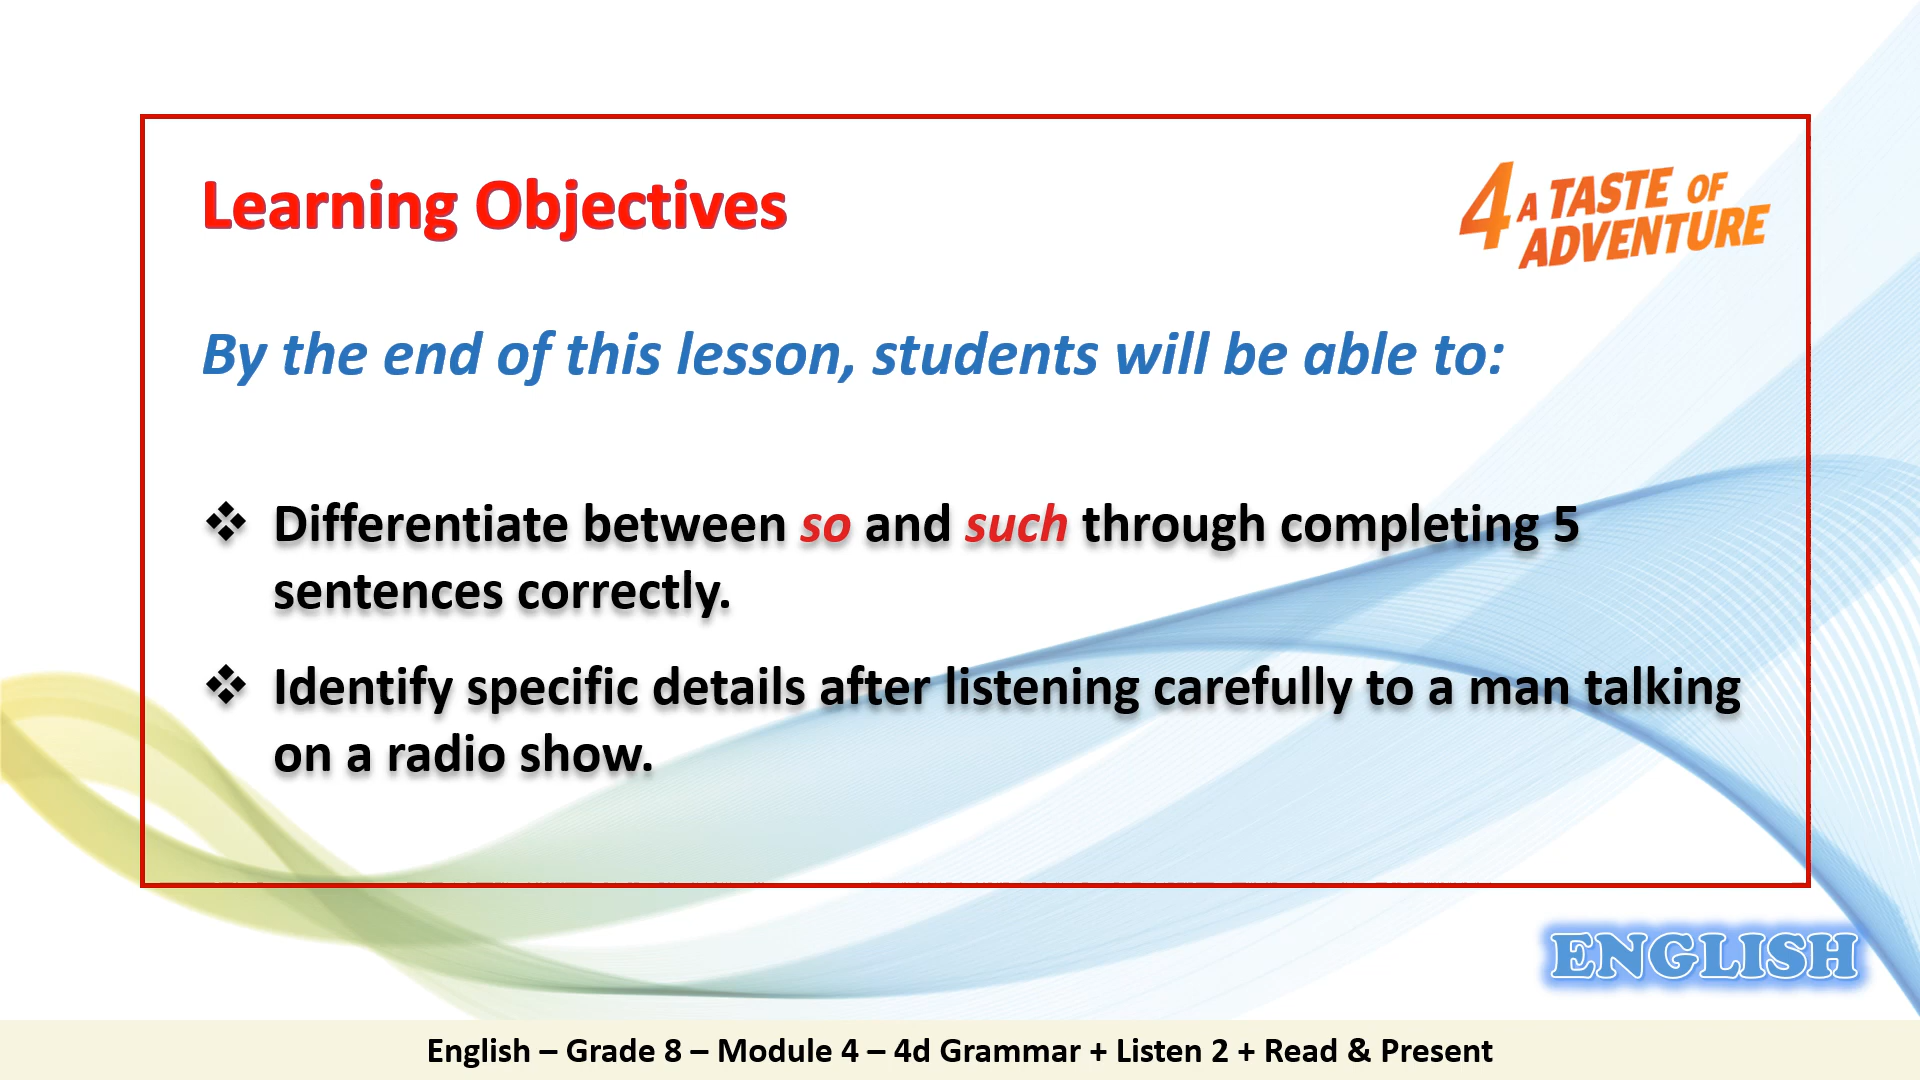 Learning Objectives
4 A TASTE OF
ADVENTURE
By the end of this lesson, students will be able to:
❖ Differentiate between so and such through completing 5
sentences correctly.
❖ Identify specific details after listening carefully to a man talking
on a radio show.
ENGLISH
English – Grade 8 – Module 4 – 4d Grammar + Listen 2 + Read & Present